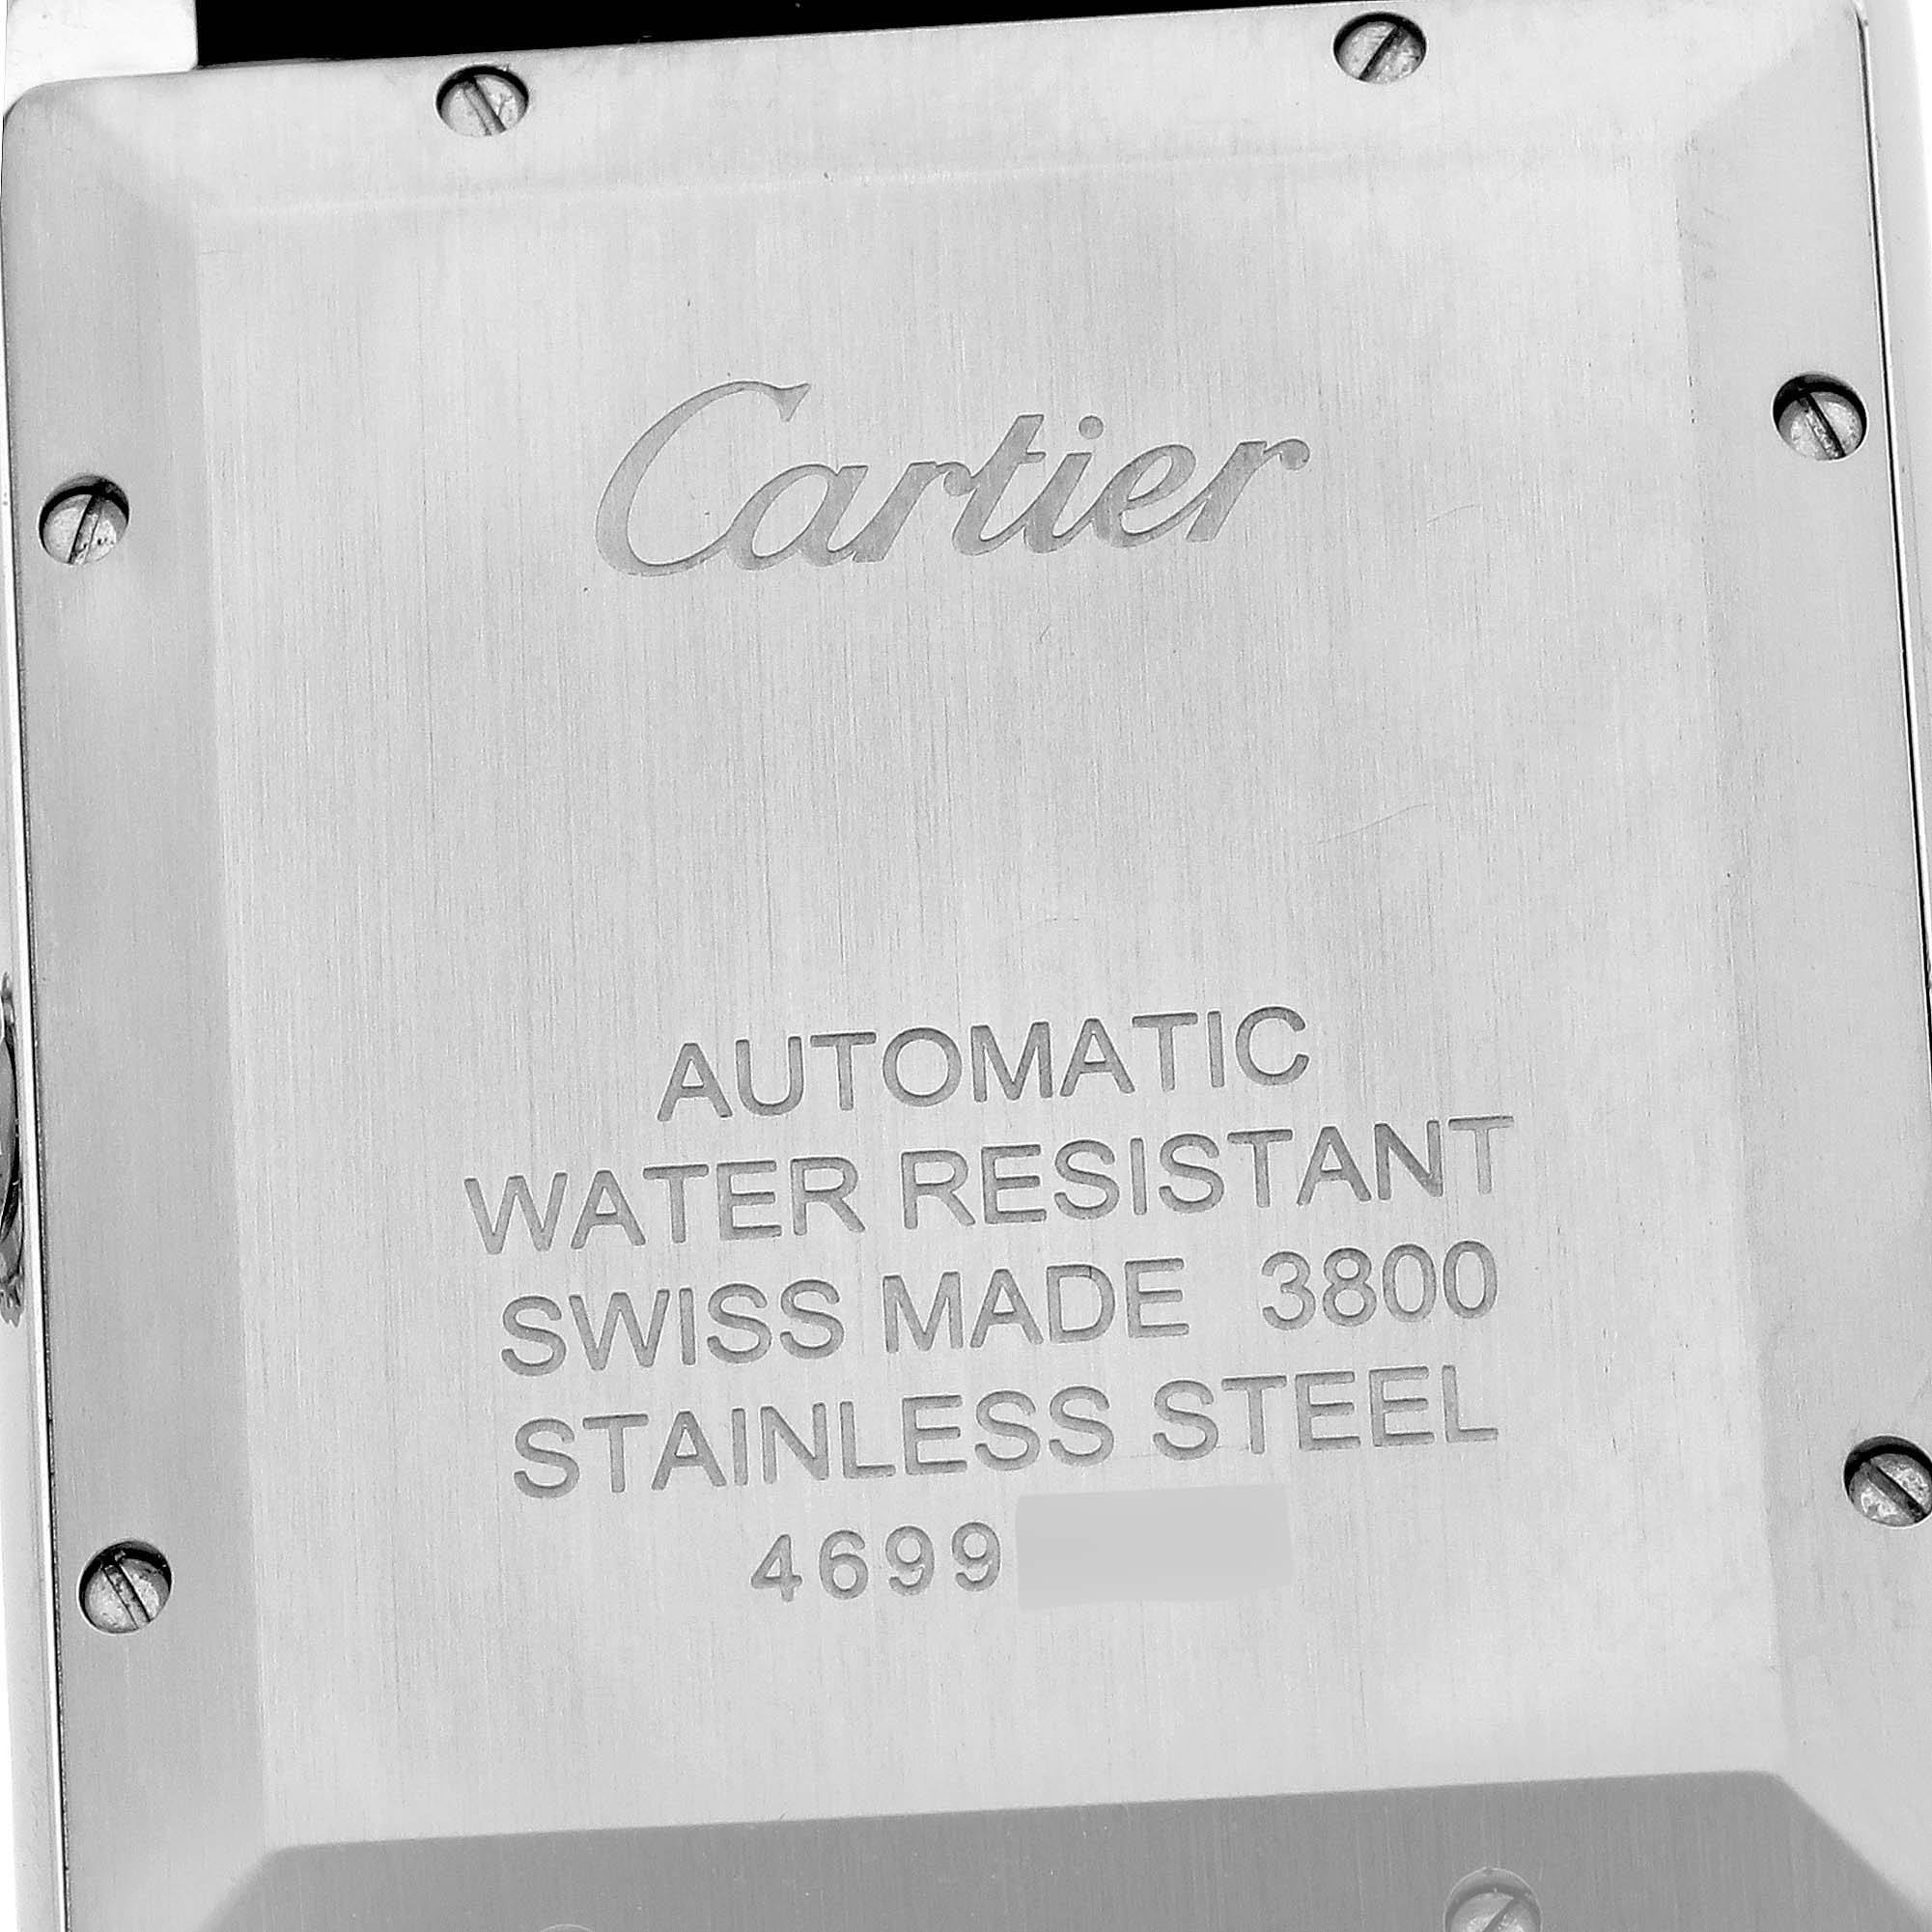 Cartier
AUTOMATIC
WATER RESISTANT
SWISS MADE 3800
STAINLESS STEEL
4699